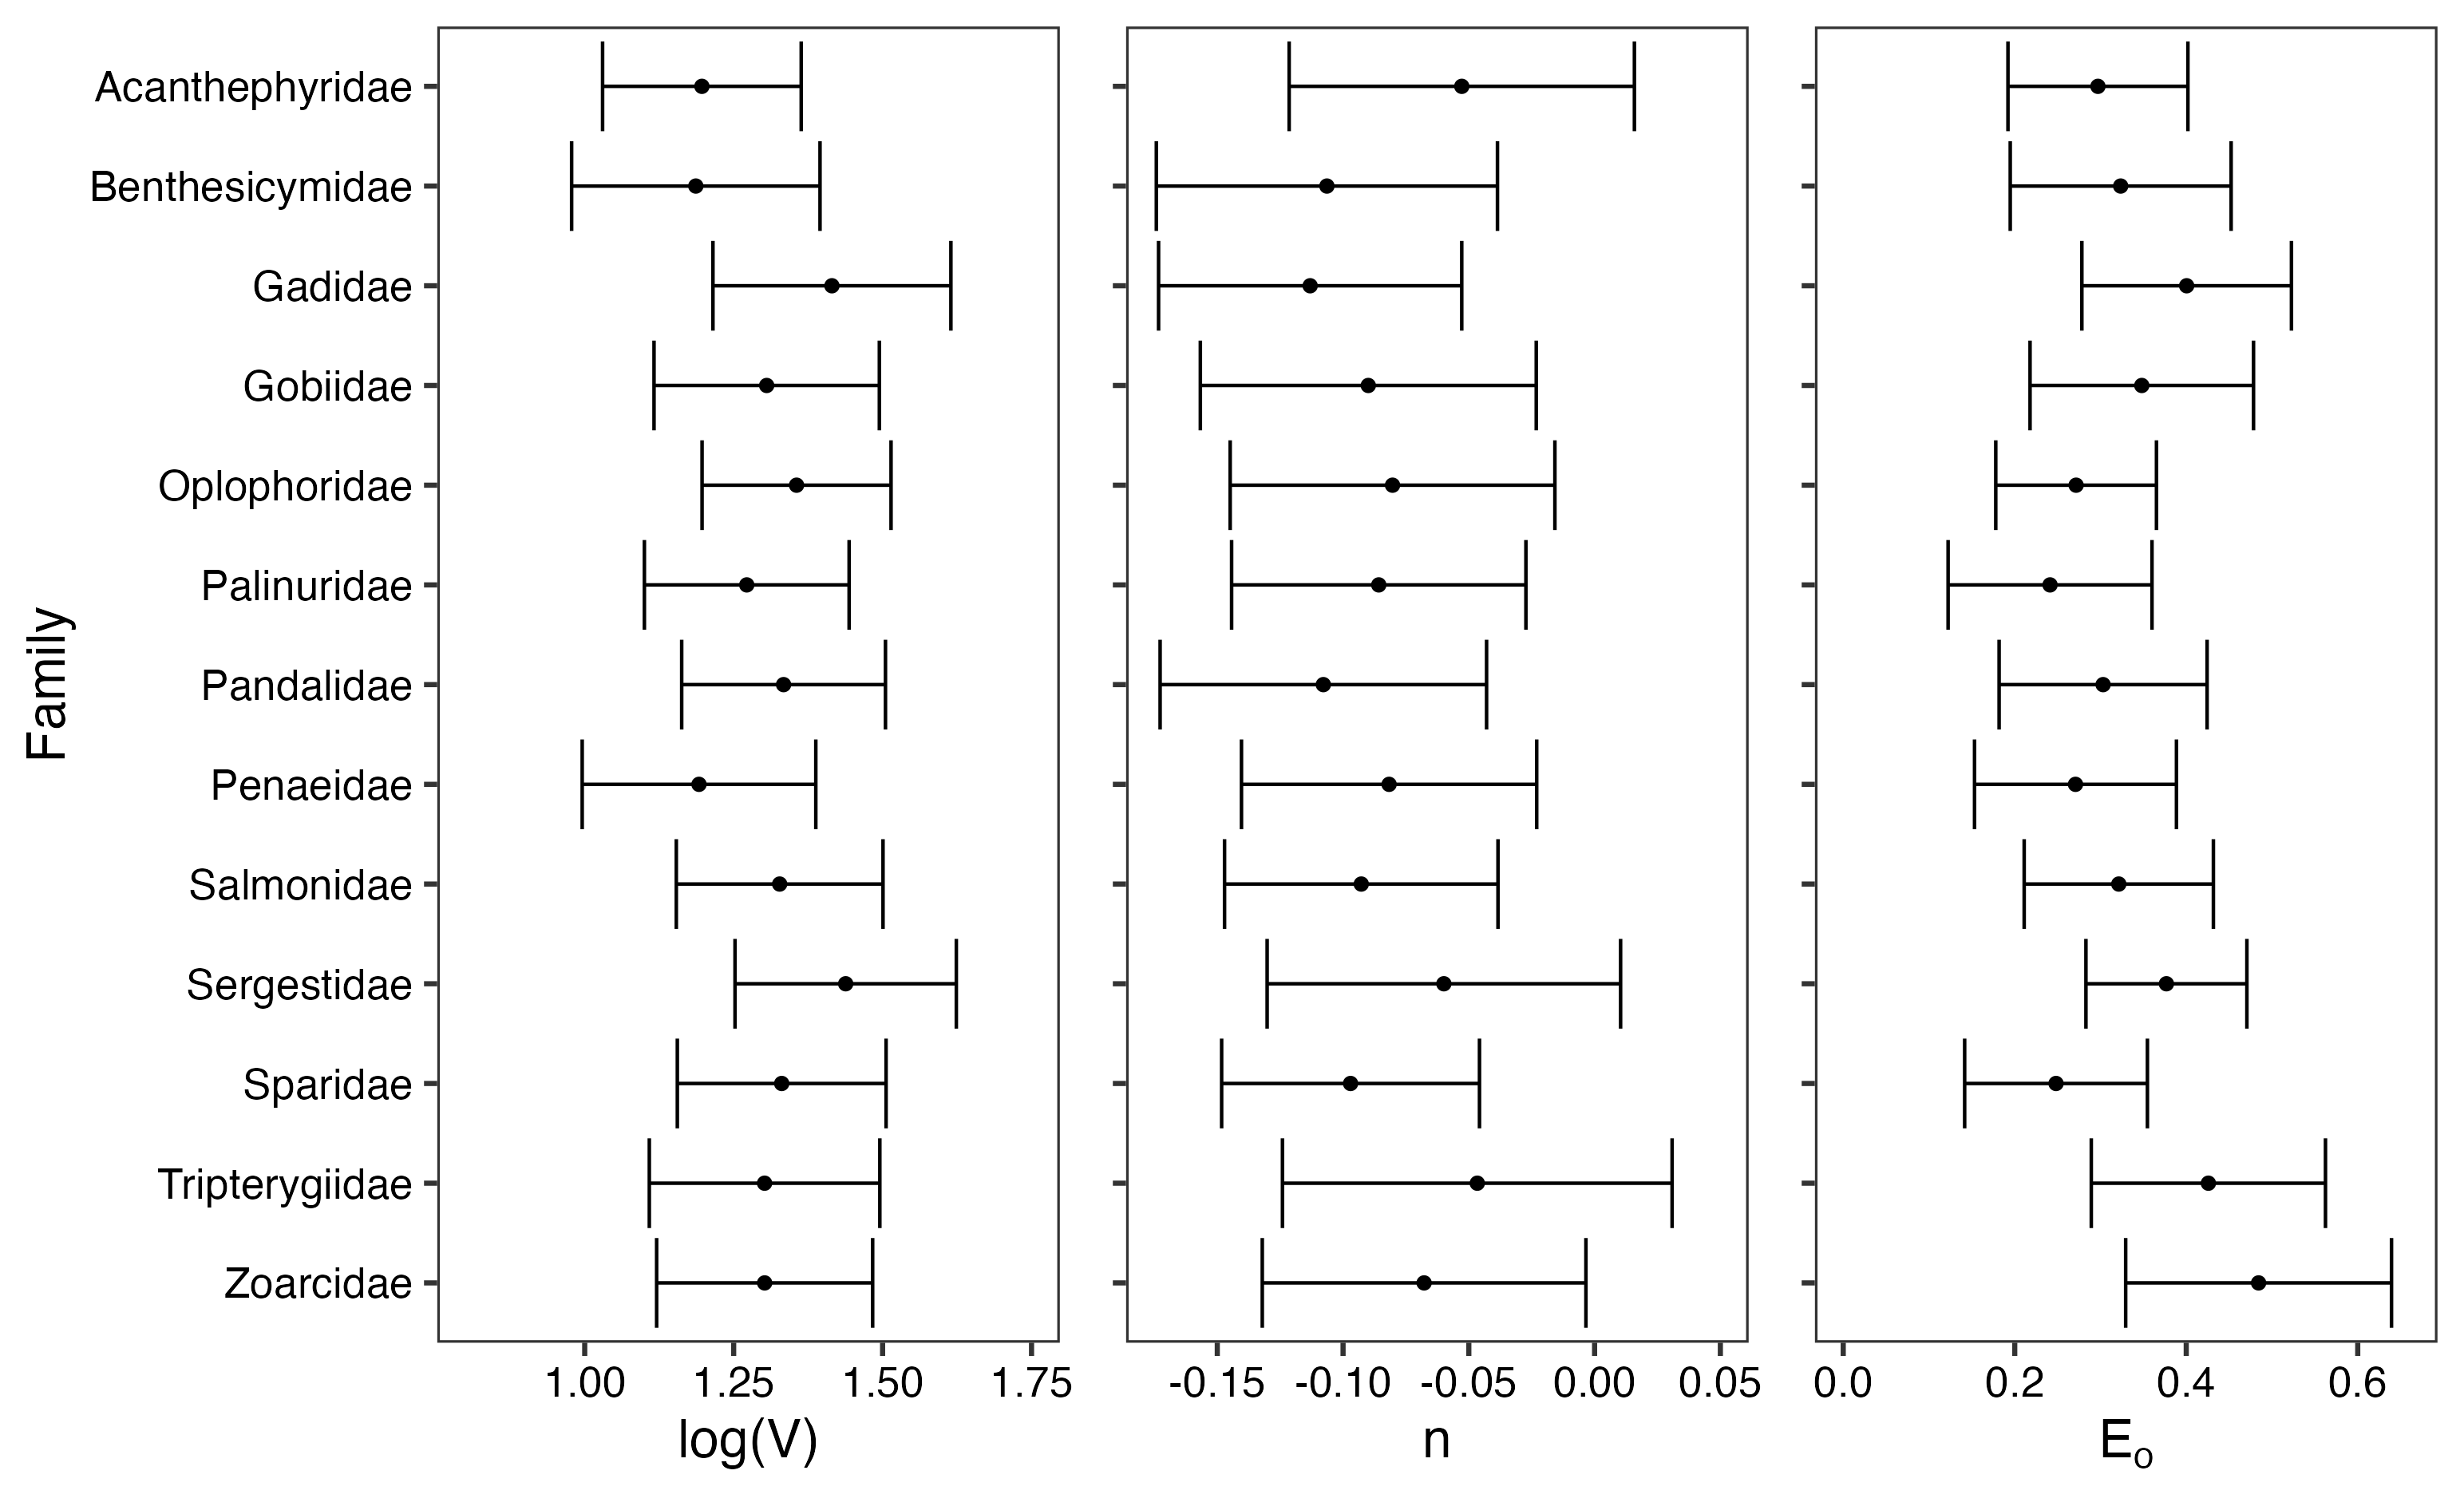 Family
Acanthephyridae
Benthesicymidae
Gadidae
Gobiidae
Oplophoridae
Palinuridae
Pandalidae
Penaeidae
Salmonidae
Sergestidae
Sparidae
Tripterygiidae
Zoarcidae
1.00 1.25 1.50 1.75
log(V)
-0.15 -0.10 -0.05 0.00 0.05
n
0.0 0.2 0.4 0.6
Eo